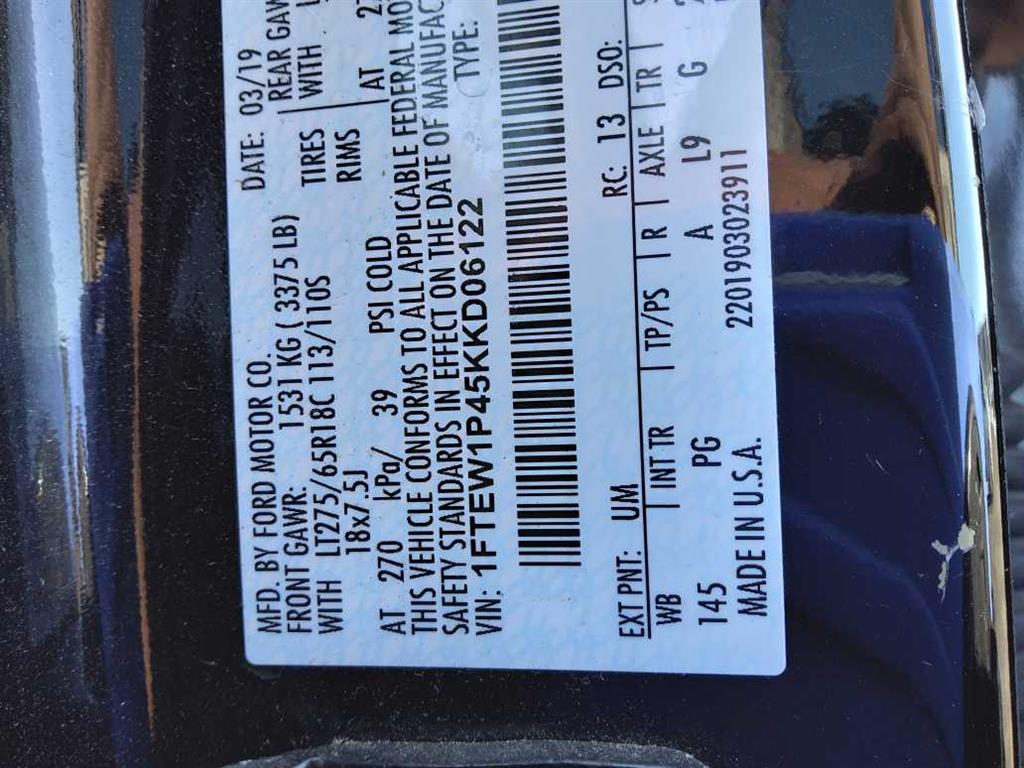 MFD. BY FORD MOTOR CO.
DATE: 03/19
FRONT GAWR: 1531 KG ( 3375 LB)
REAR GAW
WITH LT275/65R18C 113/110S TIRES WITH
18x7.5J RIMS
AT 270 kPa/ 39 PSI COLD AT 27
THIS VEHICLE CONFORMS TO ALL APPLICABLE FEDERAL MO
SAFETY STANDARDS IN EFFECT ON THE DATE OF MANUFAC
VIN: 1FTEW1P45KKD06122 TYPE:
EXT PNT: UM RC: 13 DSO:
WB | INT TR | TP/PS | R | AXLE | TR |
145 PG A L9 G
MADE IN U.S.A. 2201903023911